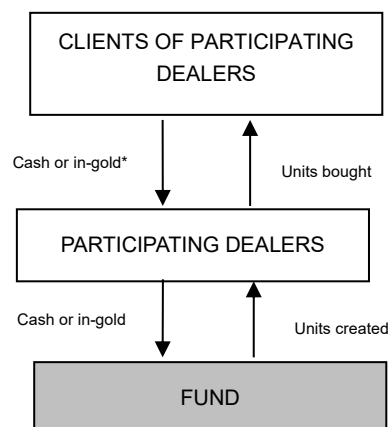 CLIENTS OF PARTICIPATING
DEALERS
Cash or in-gold*
Units bought
PARTICIPATING DEALERS
Cash or in-gold
Units created
FUND